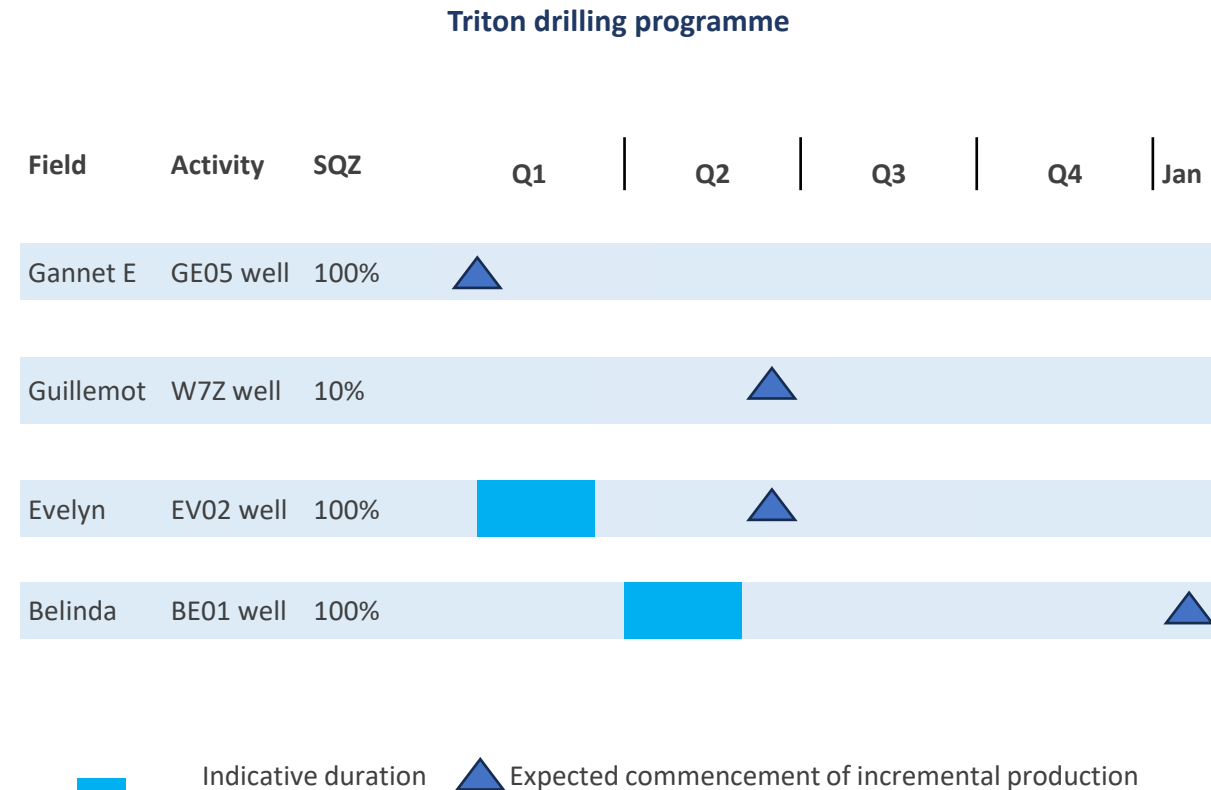 Triton drilling programme
Field Activity SQZ Q1 Q2 Q3 Q4 Jan
Gannet E GE05 well 100%
Guillemot W7Z well 10%
Evelyn EV02 well 100%
Belinda BE01 well 100%
Indicative duration Expected commencement of incremental production